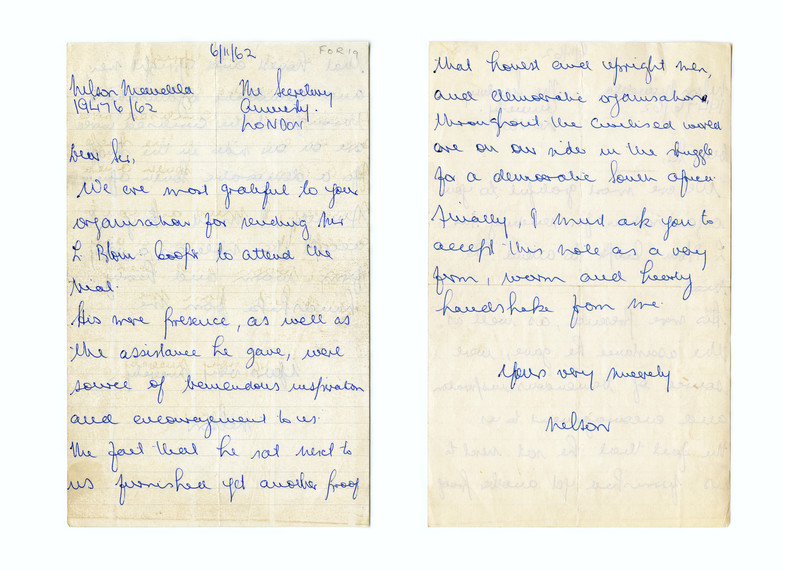 6/11/62
FOR 19
Nelson Mandela
19476/62
The Secretary
Amnesty.
LONDON
Dear Sir,
We are most grateful to your
organisation for sending Mr
L Blom Cooper to attend the
trial.
His mere presence, as well as
the assistance he gave, were
source of tremendous inspiration
and encouragement to us.
The fact that he sat next to
us furnished yet another proof
that honest and upright men,
and democratic organisations,
throughout the civilised world
are on our side in the struggle
for a democratic South Africa.
Finally, I must ask you to
accept this note as a very
firm, warm and hearty
handshake from me.
Yours very sincerely
Nelson